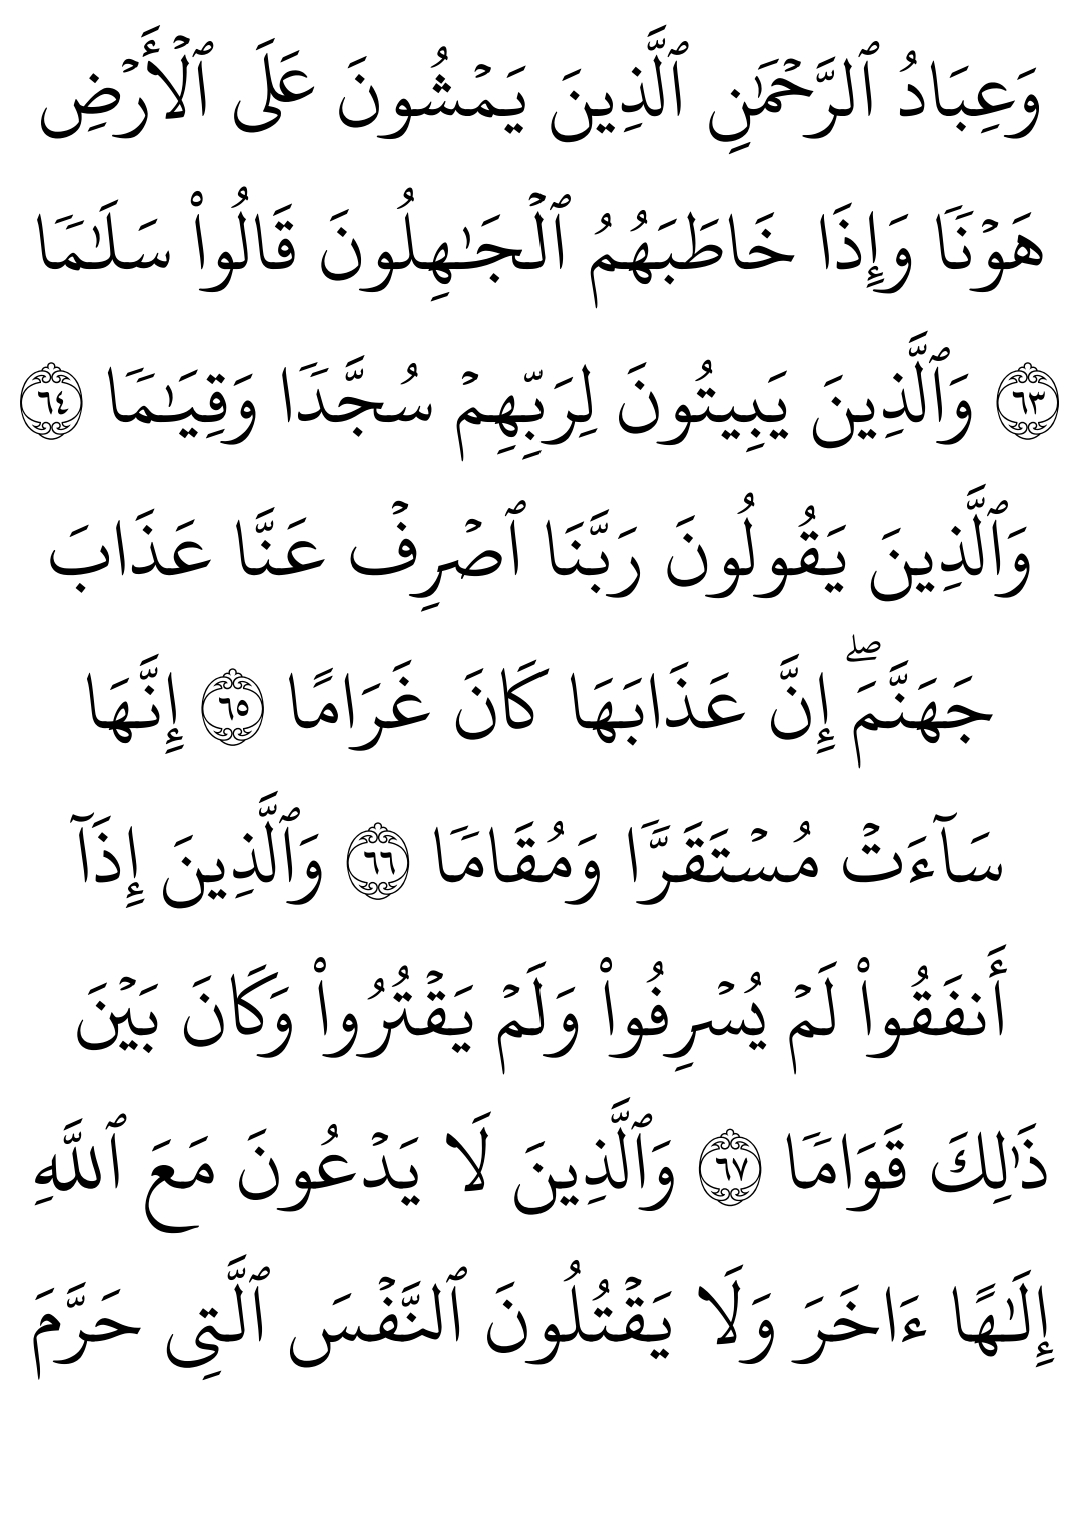 وَعِبَادُ ٱلرَّحۡمَٰنِ ٱلَّذِينَ يَمۡشُونَ عَلَى ٱلۡأَرۡضِ
هَوۡنٗا وَإِذَا خَاطَبَهُمُ ٱلۡجَٰهِلُونَ قَالُواْ سَلَٰمٗا
٦٣ وَٱلَّذِينَ يَبِيتُونَ لِرَبِّهِمۡ سُجَّدٗا وَقِيَٰمٗا ٦٤
وَٱلَّذِينَ يَقُولُونَ رَبَّنَا ٱصۡرِفۡ عَنَّا عَذَابَ
جَهَنَّمَۖ إِنَّ عَذَابَهَا كَانَ غَرَامًا ٦٥ إِنَّهَا
سَآءَتۡ مُسۡتَقَرّٗا وَمُقَامٗا ٦٦ وَٱلَّذِينَ إِذَآ
أَنفَقُواْ لَمۡ يُسۡرِفُواْ وَلَمۡ يَقۡتُرُواْ وَكَانَ بَيۡنَ
ذَٰلِكَ قَوَامٗا ٦٧ وَٱلَّذِينَ لَا يَدۡعُونَ مَعَ ٱللَّهِ
إِلَٰهًا ءَاخَرَ وَلَا يَقۡتُلُونَ ٱلنَّفۡسَ ٱلَّتِي حَرَّمَ